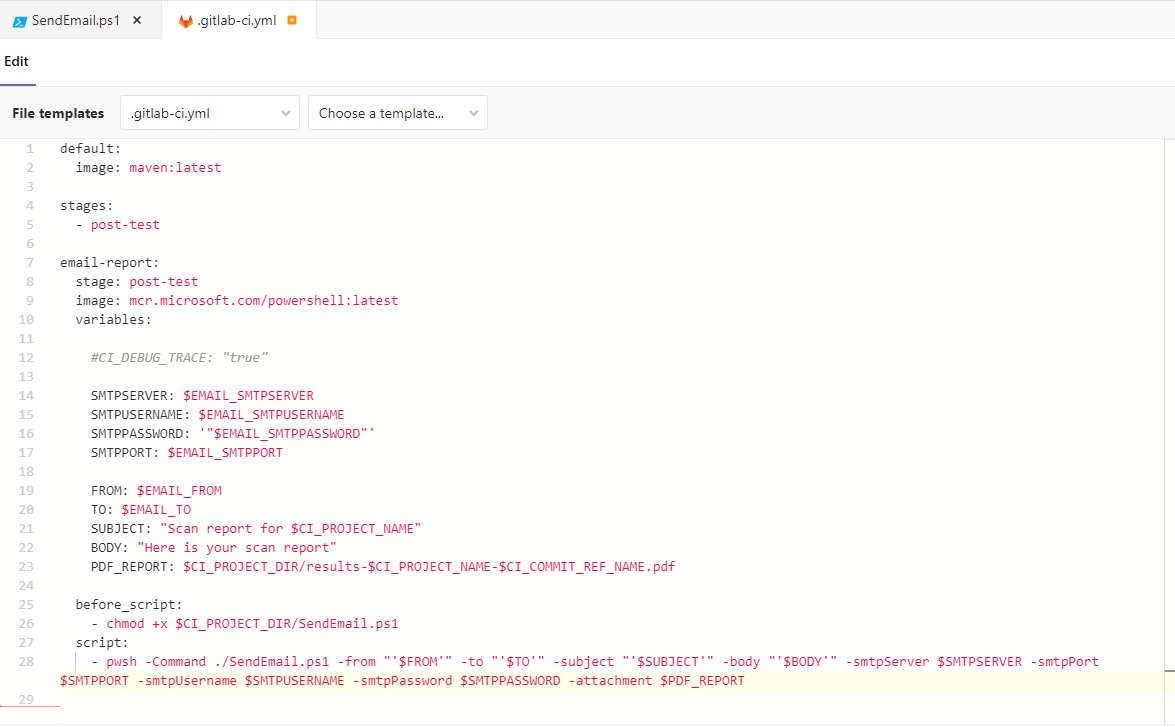 SendEmail.ps1 ✕ .gitlab-ci.yml
Edit
File templates .gitlab-ci.yml Choose a template...
1 default:
2   image: maven:latest
3
4 stages:
5   - post-test
6
7 email-report:
8   stage: post-test
9   image: mcr.microsoft.com/powershell:latest
10   variables:
11
12     #CI_DEBUG_TRACE: "true"
13
14     SMTPSERVER: $EMAIL_SMTPSERVER
15     SMTPUSERNAME: $EMAIL_SMTPUSERNAME
16     SMTPPASSWORD: '"$EMAIL_SMTPPASSWORD"'
17     SMTPPORT: $EMAIL_SMTPPORT
18
19     FROM: $EMAIL_FROM
20     TO: $EMAIL_TO
21     SUBJECT: "Scan report for $CI_PROJECT_NAME"
22     BODY: "Here is your scan report"
23     PDF_REPORT: $CI_PROJECT_DIR/results-$CI_PROJECT_NAME-$CI_COMMIT_REF_NAME.pdf
24
25   before_script:
26     - chmod +x $CI_PROJECT_DIR/SendEmail.ps1
27   script:
28     - pwsh -Command ./SendEmail.ps1 -from "'$FROM'" -to "'$TO'" -subject "'$SUBJECT'" -body "'$BODY'" -smtpServer $SMTPSERVER -smtpPort
$SMTPPORT -smtpUsername $SMTPUSERNAME -smtpPassword $SMTPPASSWORD -attachment $PDF_REPORT
29